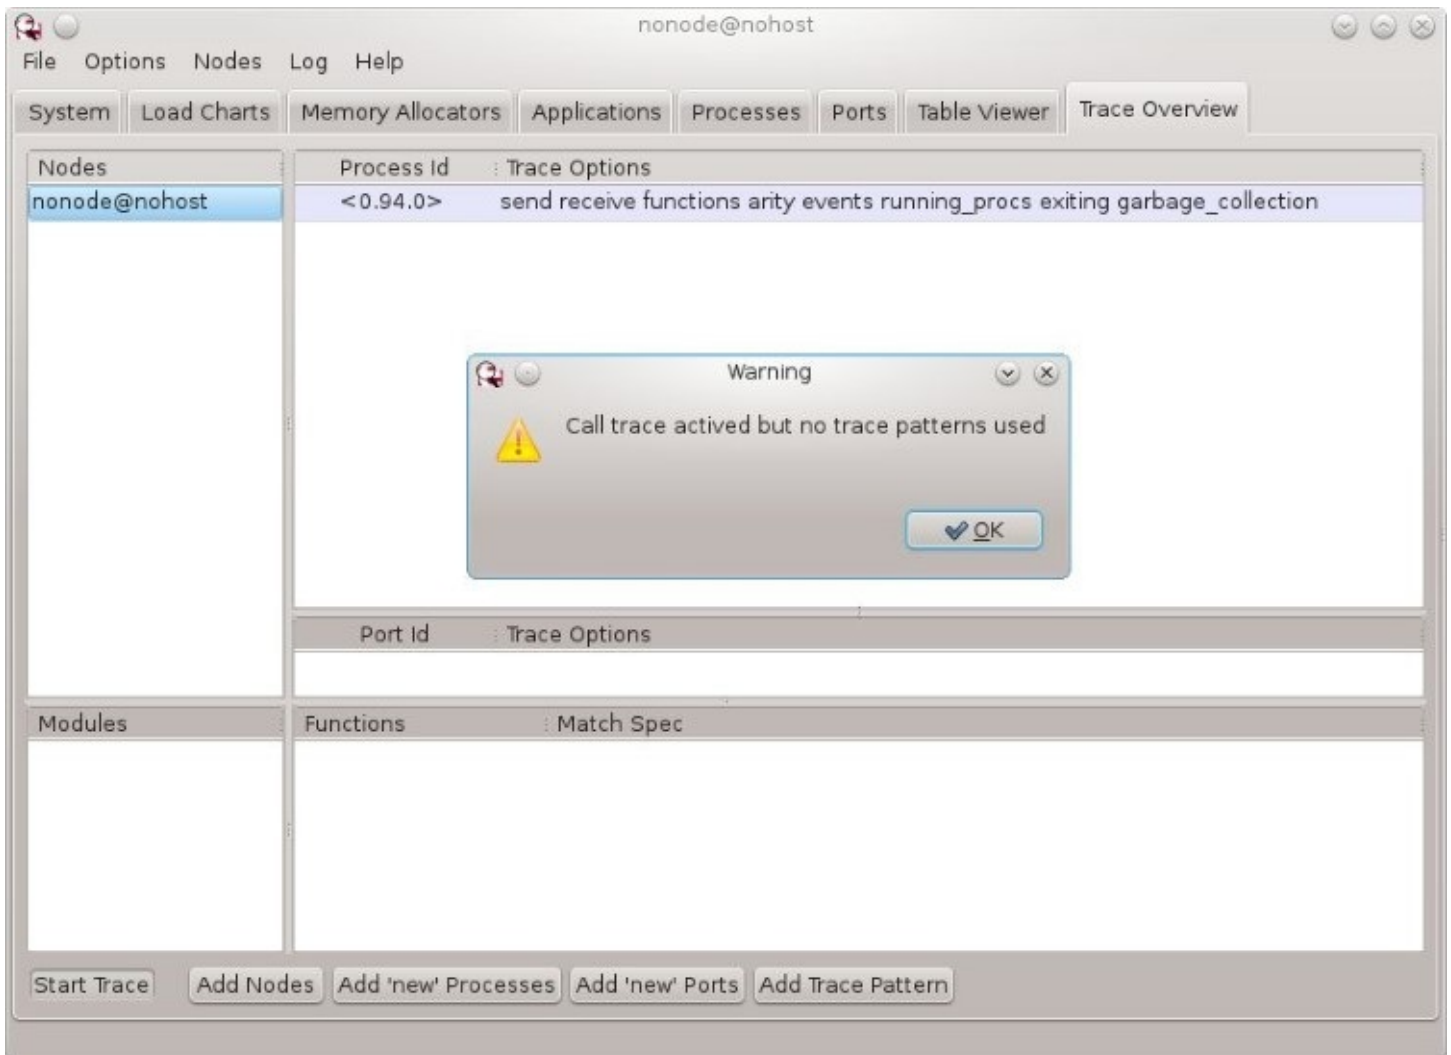 nonode@nohost
File Options Nodes Log Help
System Load Charts Memory Allocators Applications Processes Ports Table Viewer Trace Overview
Nodes Process Id Trace Options
nonode@nohost <0.94.0> send receive functions arity events running_procs exiting garbage_collection
Warning
Call trace actived but no trace patterns used
OK
Port Id Trace Options
Modules Functions Match Spec
Start Trace Add Nodes Add 'new' Processes Add 'new' Ports Add Trace Pattern